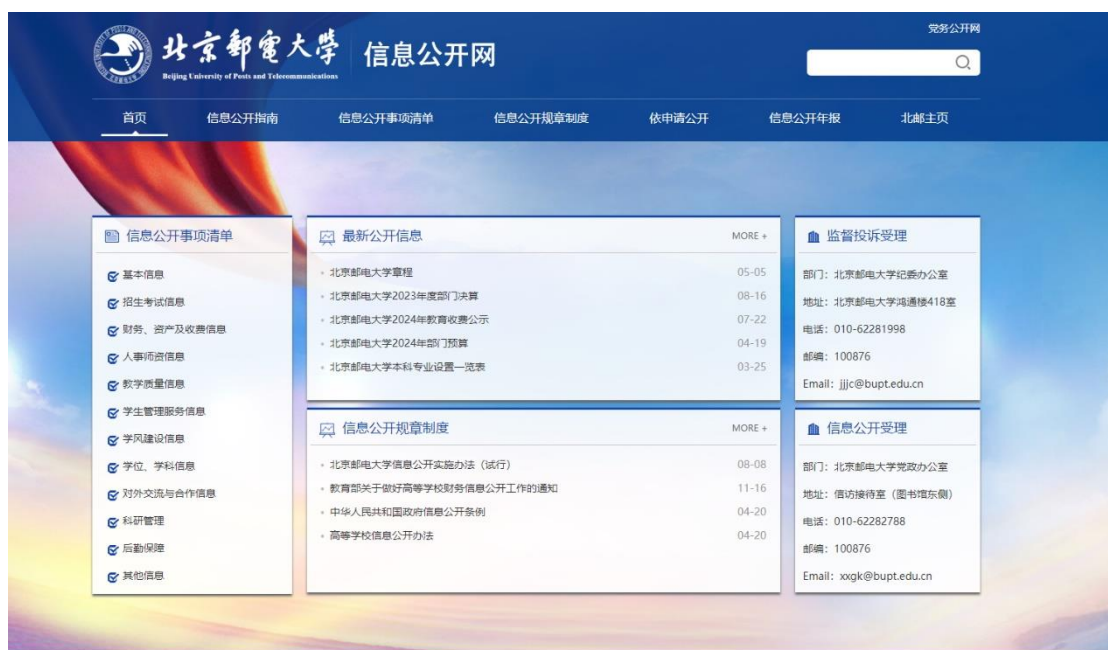 党务公开网
北京郵電大學
Beijing University of Posts and Telecommunications
信息公开网
首页 信息公开指南 信息公开事项清单 信息公开规章制度 依申请公开 信息公开年报 北邮主页
信息公开事项清单
基本信息
招生考试信息
财务、资产及收费信息
人事师资信息
教学质量信息
学生管理服务信息
学风建设信息
学位、学科信息
对外交流与合作信息
科研管理
后勤保障
其他信息
最新公开信息 MORE +
北京邮电大学章程 05-05
北京邮电大学2023年度部门决算 08-16
北京邮电大学2024年教育收费公示 07-22
北京邮电大学2024年部门预算 04-19
北京邮电大学本科专业设置一览表 03-25
信息公开规章制度 MORE +
北京邮电大学信息公开实施办法（试行） 08-08
教育部关于做好高等学校财务信息公开工作的通知 11-16
中华人民共和国政府信息公开条例 04-20
高等学校信息公开办法 04-20
监督投诉受理
部门：北京邮电大学纪委办公室
地址：北京邮电大学鸿通楼418室
电话：010-62281998
邮编：100876
Email：jjjc@bupt.edu.cn
信息公开受理
部门：北京邮电大学党政办公室
地址：信访接待室（图书馆东侧）
电话：010-62282788
邮编：100876
Email：xxgk@bupt.edu.cn